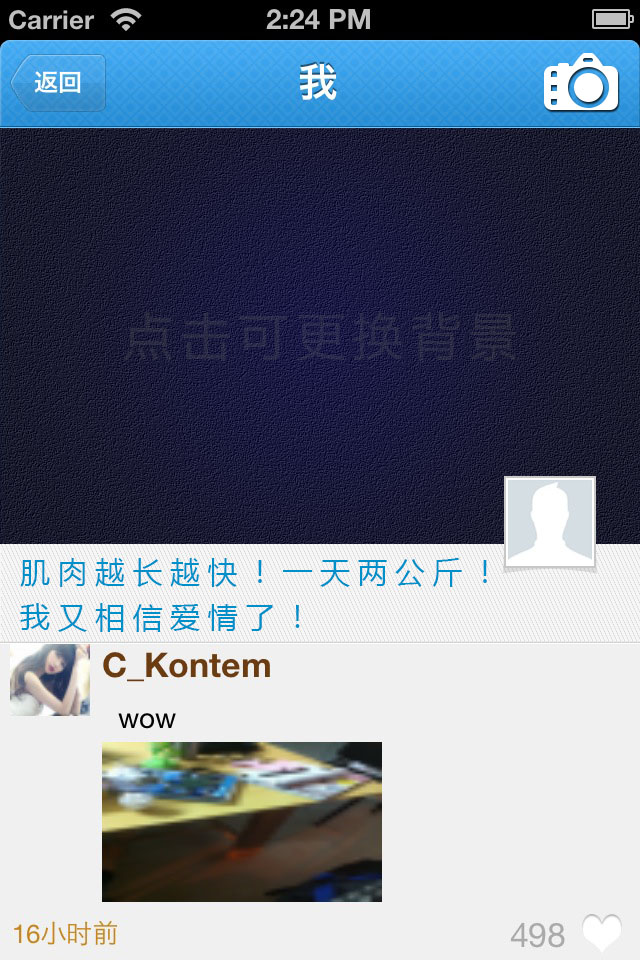 Carrier 2:24 PM
返回 我
点击可更换背景
肌肉越长越快！一天两公斤！
我又相信爱情了！
C_Kontem
wow
16小时前 498